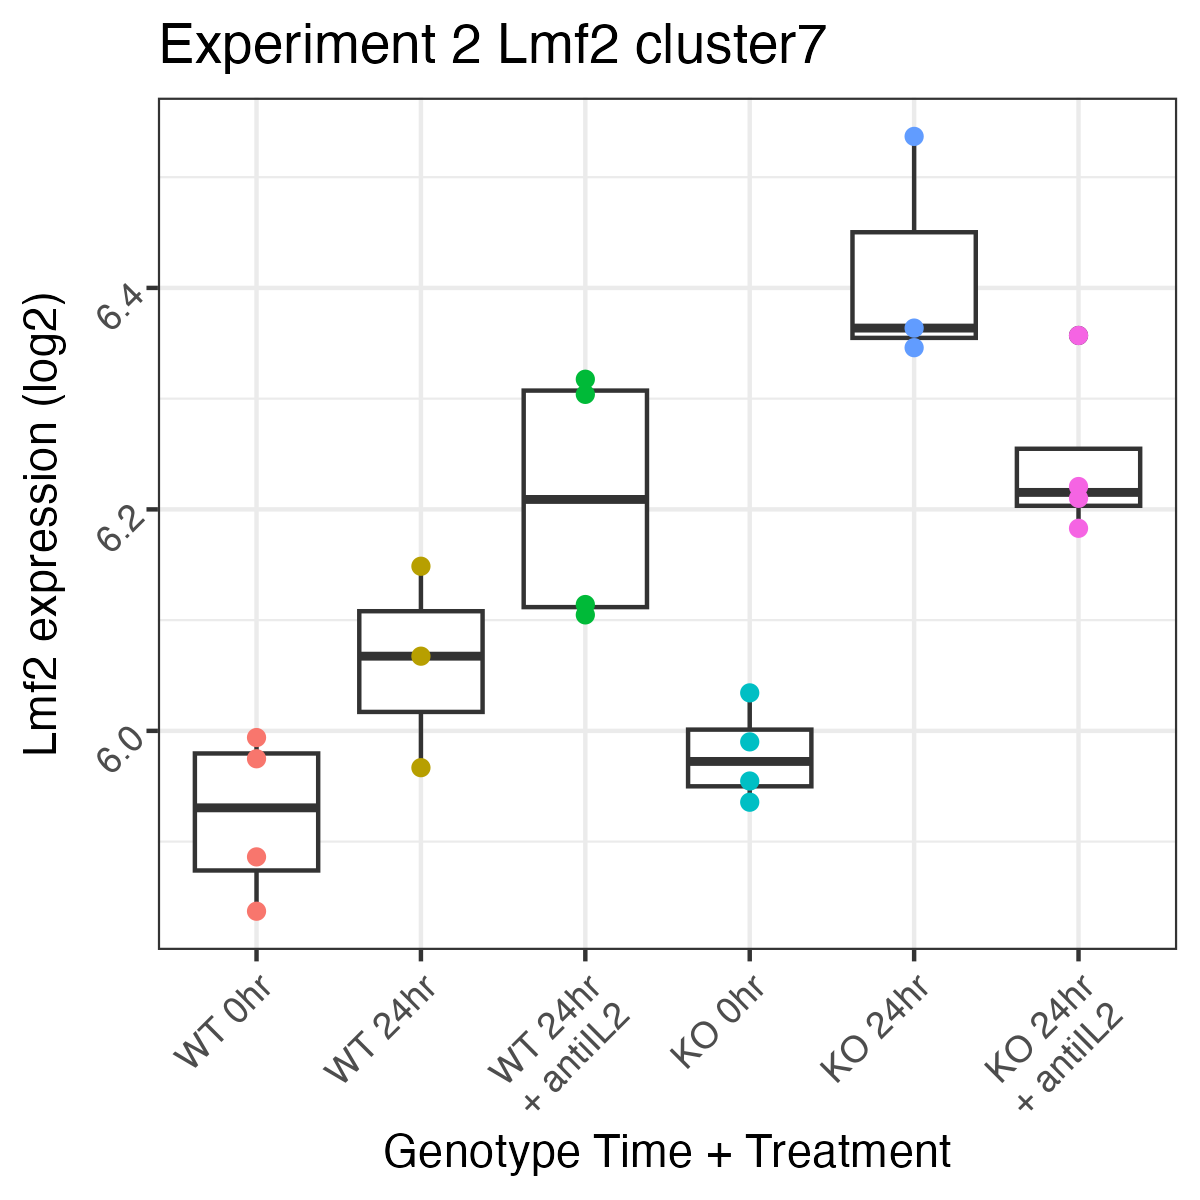 Experiment 2 Lmf2 cluster7
Lmf2 expression (log2)
6.4
6.2
6.0
WT 0hr
WT 24hr
WT 24hr
+ antiIL2
KO 0hr
KO 24hr
KO 24hr
+ antiIL2
Genotype Time + Treatment